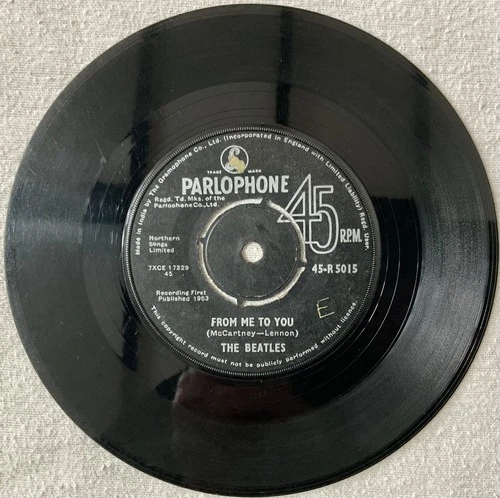 Made in India by The Gramophone Co., Ltd. (Incorporated in England with Limited Liability) Regd. User.
TRADE MARK
PARLOPHONE
Regd. Td. Mks. of the
Parlophone Co., Ltd.
45 R.P.M.
Northern
Songs
Limited
7XCE 17329
45
45-R 5015
Recording First
Published 1963
E
FROM ME TO YOU
(McCartney—Lennon)
THE BEATLES
This copyright record must not be publicly performed without licence.